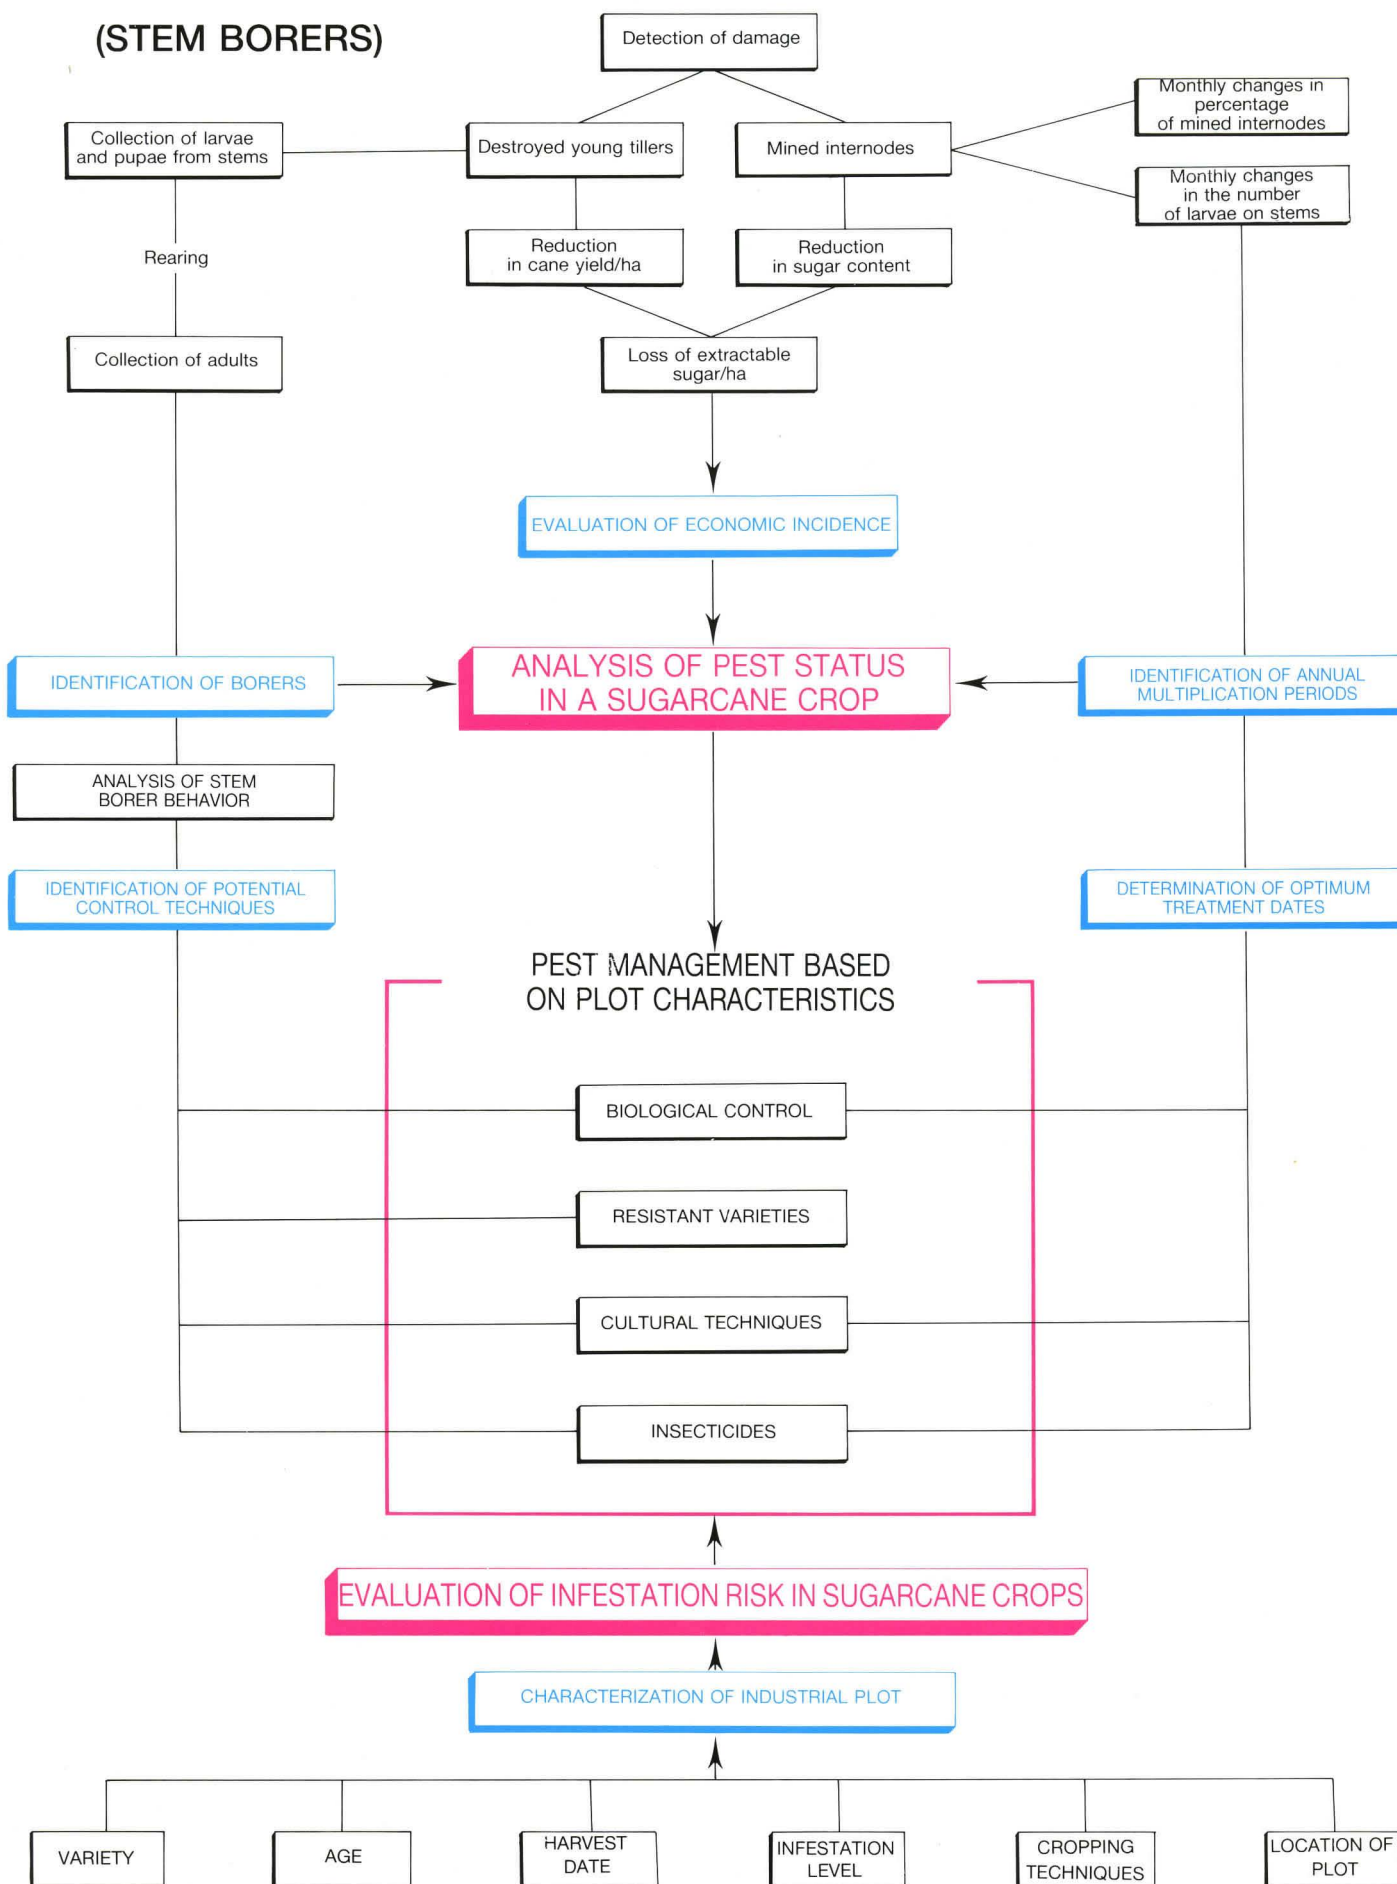 (STEM BORERS)
Detection of damage
Monthly changes in
percentage
of mined internodes
Collection of larvae
and pupae from stems
Destroyed young tillers
Mined internodes
Monthly changes
in the number
of larvae on stems
Rearing
Reduction
in cane yield/ha
Reduction
in sugar content
Collection of adults
Loss of extractable
sugar/ha
EVALUATION OF ECONOMIC INCIDENCE
IDENTIFICATION OF BORERS
ANALYSIS OF PEST STATUS
IN A SUGARCANE CROP
IDENTIFICATION OF ANNUAL
MULTIPLICATION PERIODS
ANALYSIS OF STEM
BORER BEHAVIOR
IDENTIFICATION OF POTENTIAL
CONTROL TECHNIQUES
DETERMINATION OF OPTIMUM
TREATMENT DATES
PEST MANAGEMENT BASED
ON PLOT CHARACTERISTICS
BIOLOGICAL CONTROL
RESISTANT VARIETIES
CULTURAL TECHNIQUES
INSECTICIDES
EVALUATION OF INFESTATION RISK IN SUGARCANE CROPS
CHARACTERIZATION OF INDUSTRIAL PLOT
VARIETY
AGE
HARVEST
DATE
INFESTATION
LEVEL
CROPPING
TECHNIQUES
LOCATION OF
PLOT